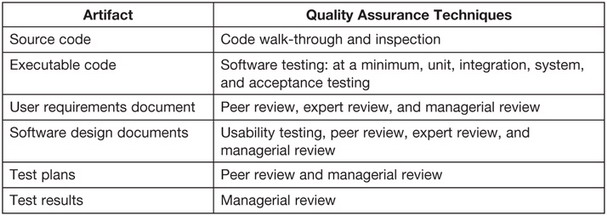 Artifact Quality Assurance Techniques
Source code Code walk-through and inspection
Executable code Software testing: at a minimum, unit, integration, system,
and acceptance testing
User requirements document Peer review, expert review, and managerial review
Software design documents Usability testing, peer review, expert review, and
managerial review
Test plans Peer review and managerial review
Test results Managerial review